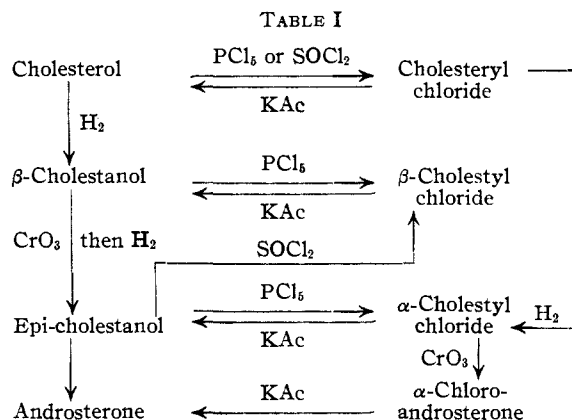 TABLE I
PCl₅ or SOCl₂
Cholesterol Cholesteryl
KAc chloride
H₂
PCl₅
β-Cholestanol β-Cholestyl
KAc chloride
CrO₃ then H₂
SOCl₂
PCl₅
Epi-cholestanol α-Cholestyl H₂
KAc chloride
CrO₃
KAc α-Chloro-
Androsterone androsterone